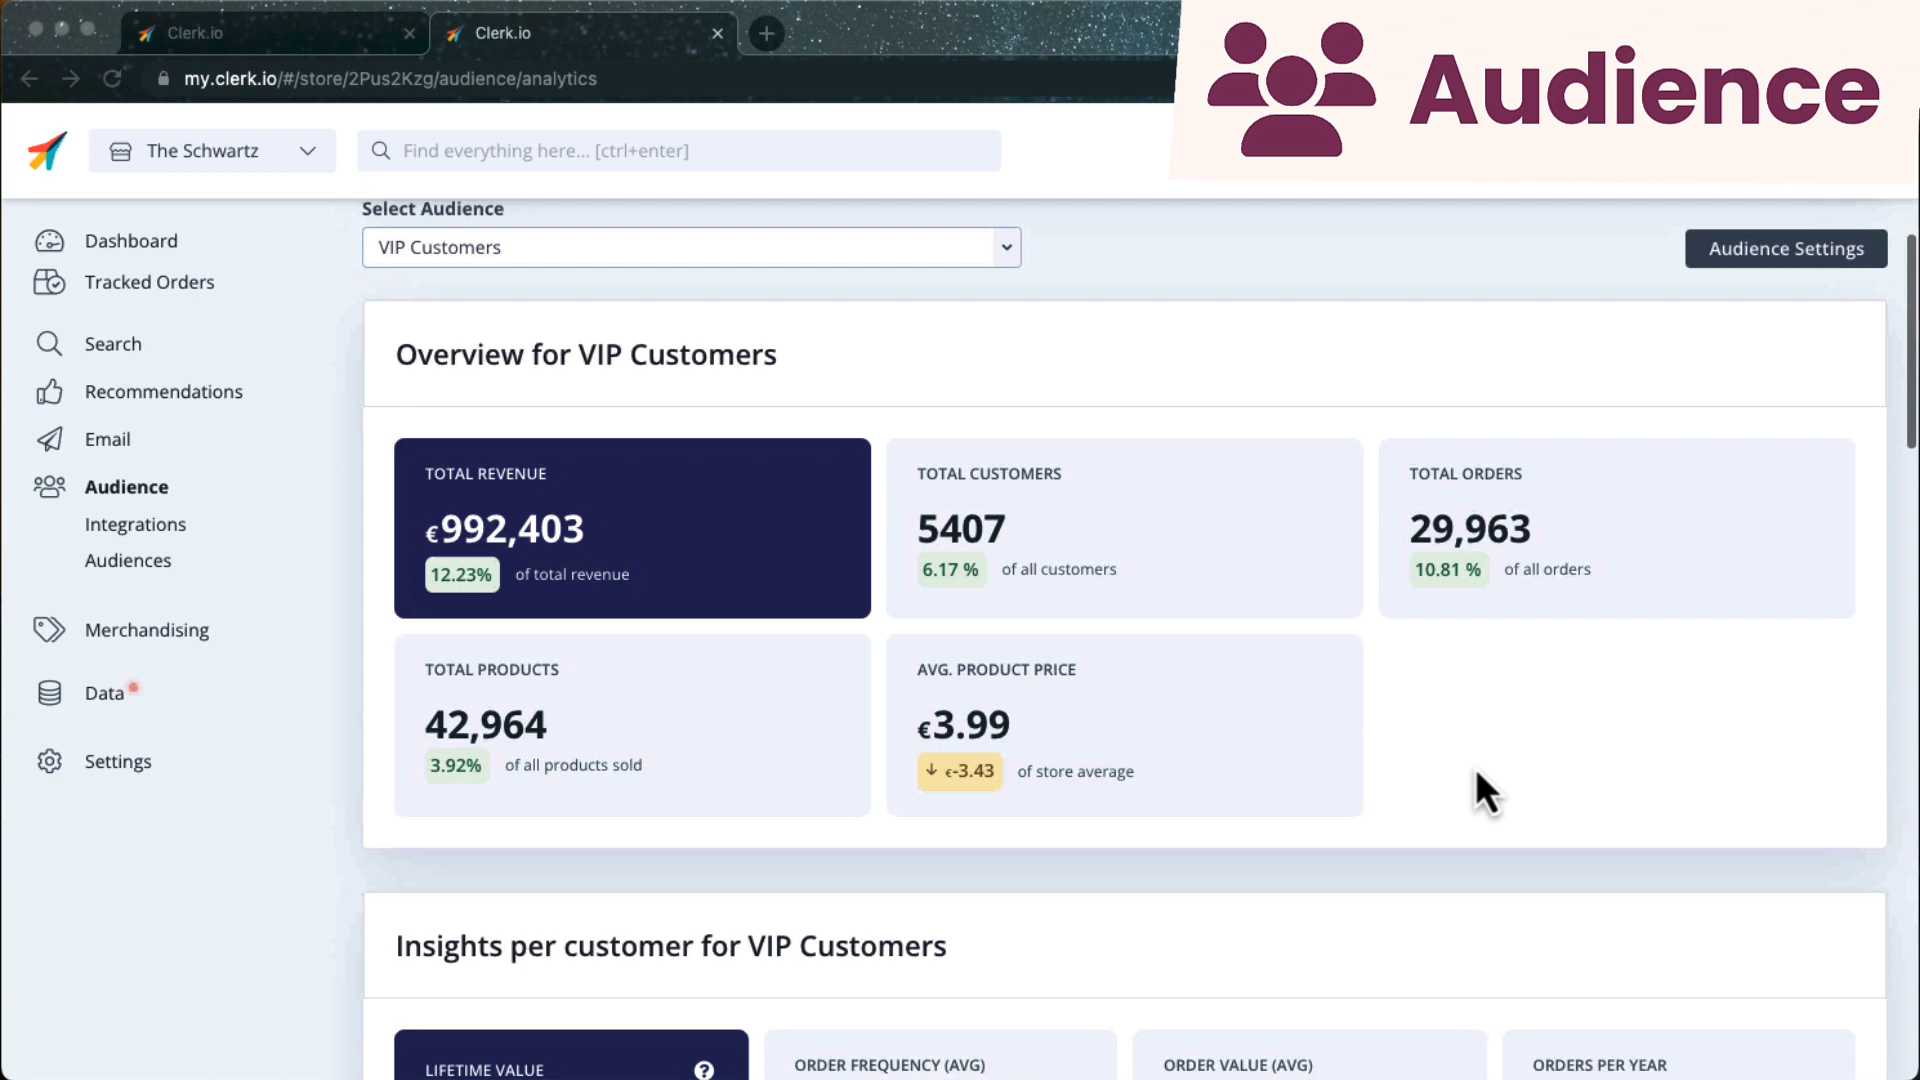 Clerk.io
Clerk.io
my.clerk.io/#/store/2Pus2Kzg/audience/analytics
Audience
The Schwartz
Find everything here... [ctrl+enter]
Dashboard
Tracked Orders
Search
Recommendations
Email
Audience
Integrations
Audiences
Merchandising
Data
Settings
Select Audience
VIP Customers
Audience Settings
Overview for VIP Customers
TOTAL REVENUE
€992,403
12.23% of total revenue
TOTAL CUSTOMERS
5407
6.17 % of all customers
TOTAL ORDERS
29,963
10.81 % of all orders
TOTAL PRODUCTS
42,964
3.92% of all products sold
AVG. PRODUCT PRICE
€3.99
↓ €-3.43 of store average
Insights per customer for VIP Customers
LIFETIME VALUE ?
ORDER FREQUENCY (AVG)
ORDER VALUE (AVG)
ORDERS PER YEAR